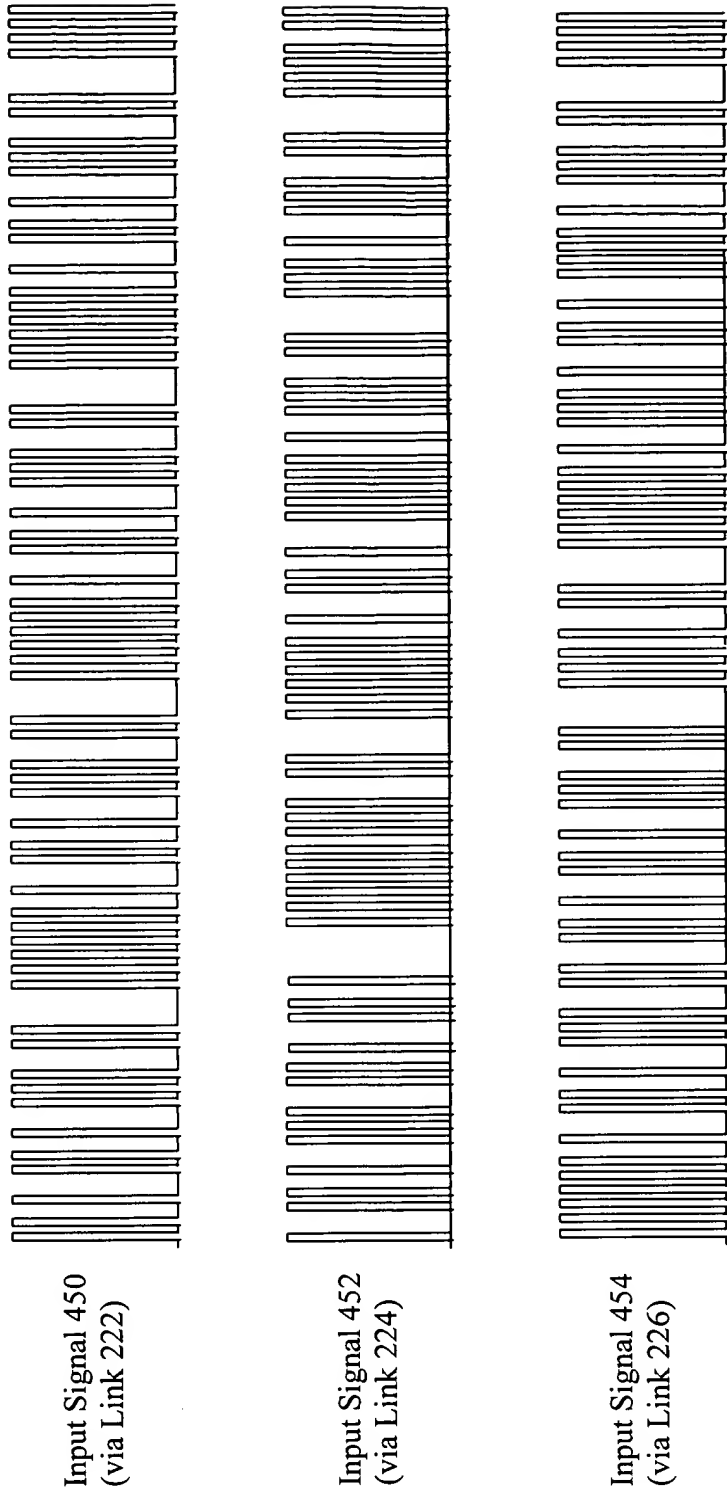 Input Signal 450
(via Link 222)
Input Signal 452
(via Link 224)
Input Signal 454
(via Link 226)